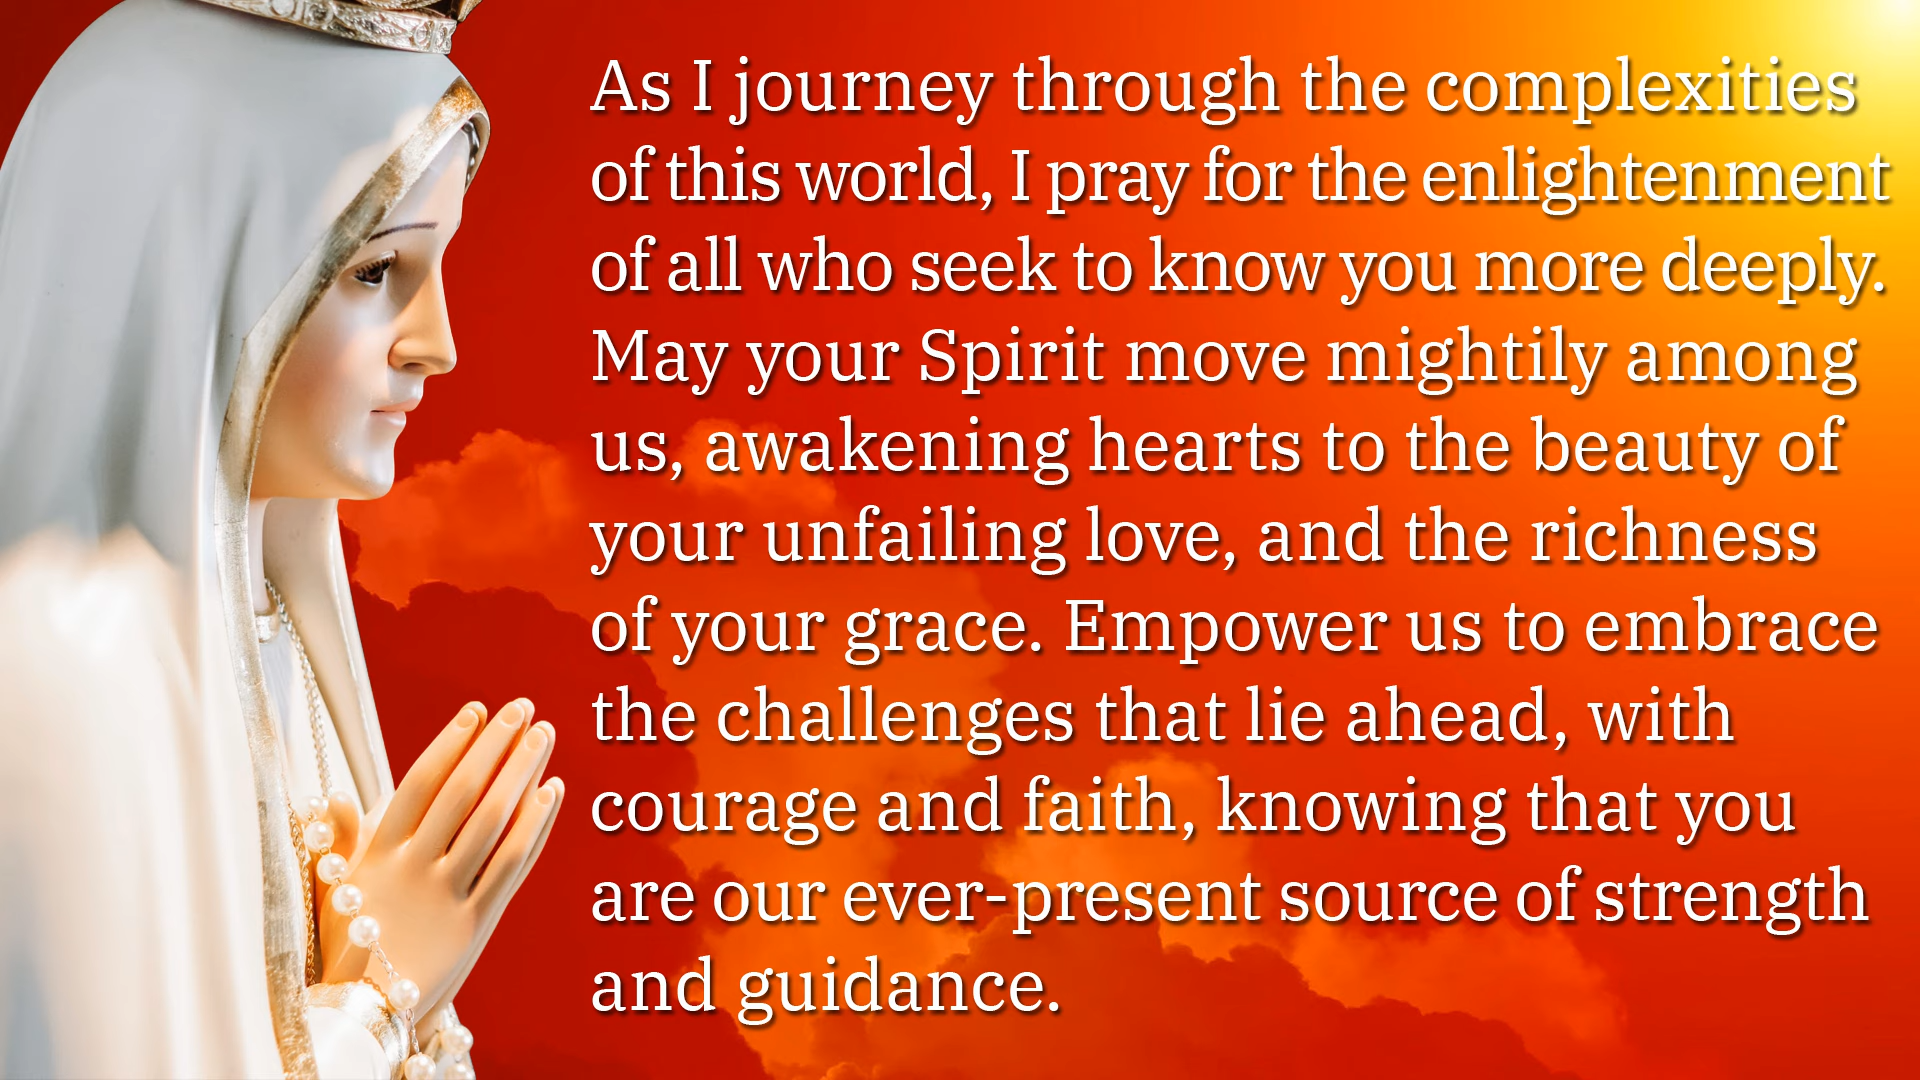 As I journey through the complexities
of this world, I pray for the enlightenment
of all who seek to know you more deeply.
May your Spirit move mightily among
us, awakening hearts to the beauty of
your unfailing love, and the richness
of your grace. Empower us to embrace
the challenges that lie ahead, with
courage and faith, knowing that you
are our ever-present source of strength
and guidance.